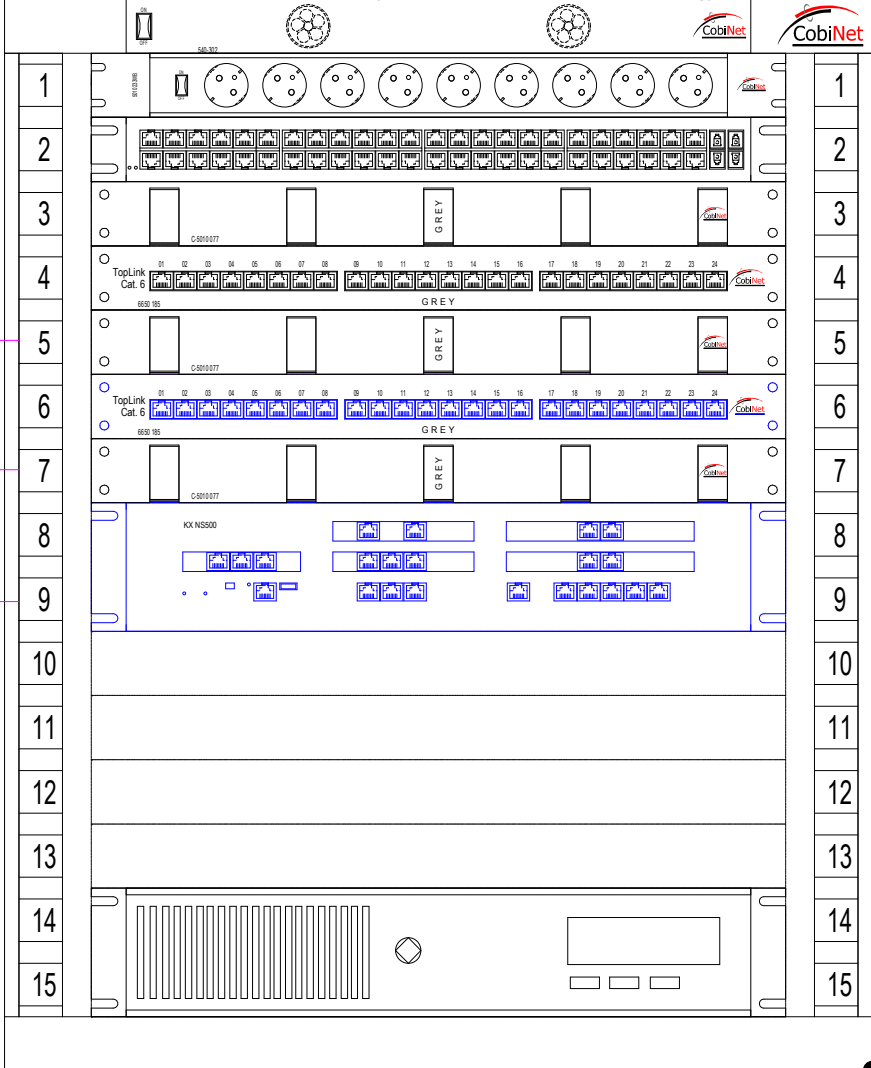 ON
OFF
CobiNet
CobiNet
540-302
1
ON
OFF
CobiNet
1
2
2
3
GREY
C-5010 077
CobiNet
3
4
TopLink
Cat. 6
01 02 03 04 05 06 07 08 09 10 11 12 13 14 15 16 17 18 19 20 21 22 23 24
6650 185
GREY
CobiNet
4
5
GREY
C-5010 077
CobiNet
5
6
TopLink
Cat. 6
01 02 03 04 05 06 07 08 09 10 11 12 13 14 15 16 17 18 19 20 21 22 23 24
6650 185
GREY
CobiNet
6
7
GREY
C-5010 077
CobiNet
7
8
KX NS500
8
9
9
10
10
11
11
12
12
13
13
14
14
15
15